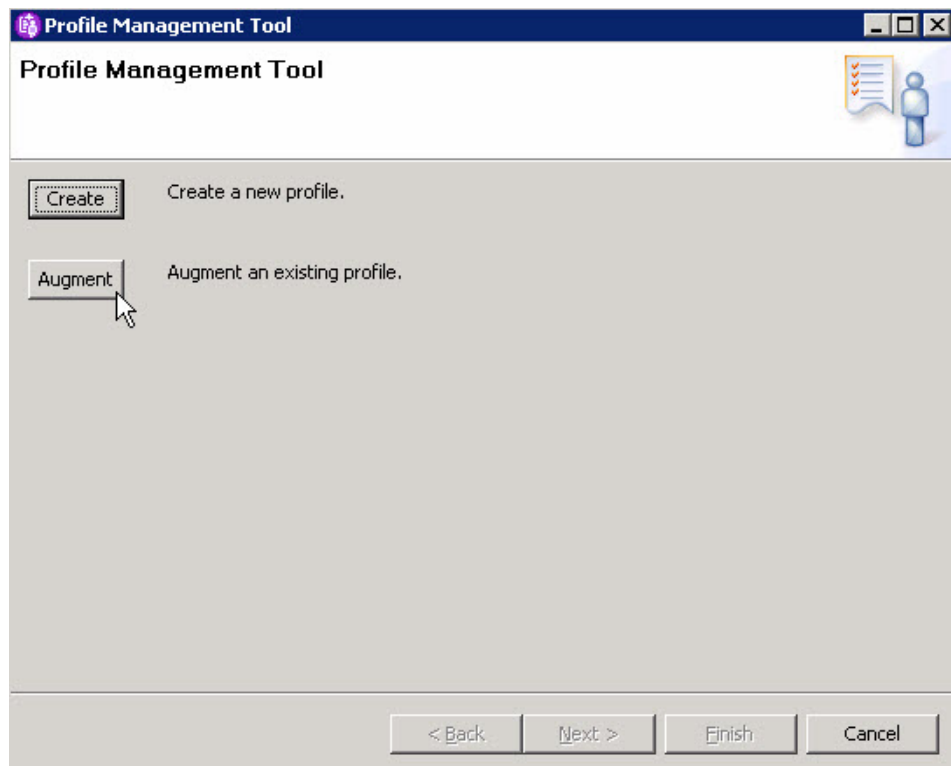 Profile Management Tool
Profile Management Tool
Create Create a new profile.
Augment Augment an existing profile.
< Back Next > Finish Cancel